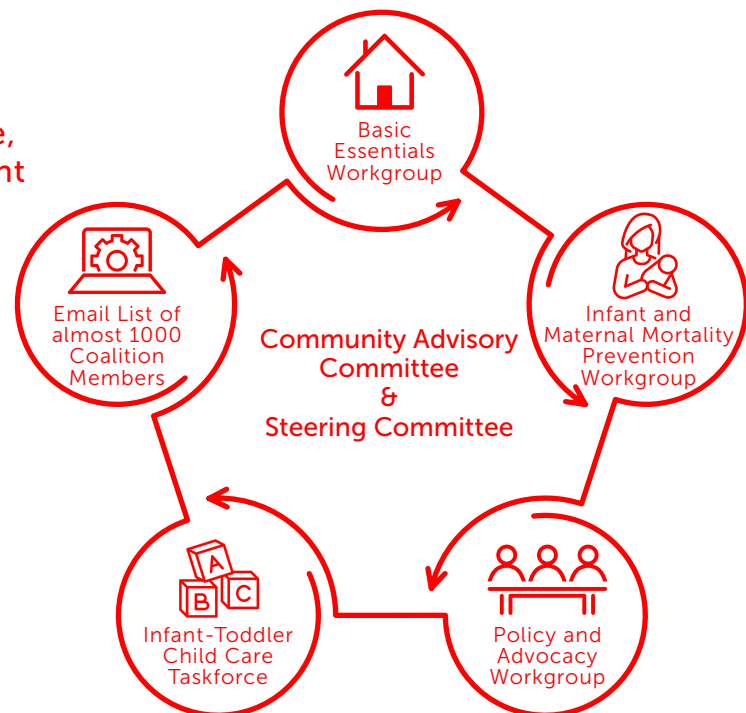 Basic
Essentials
Workgroup
nt
Email List of
almost 1000
Coalition
Members
Infant and
Maternal Mortality
Prevention
Workgroup
Community Advisory
Committee
&
Steering Committee
A
B
C
Infant-Toddler
Child Care
Taskforce
Policy and
Advocacy
Workgroup